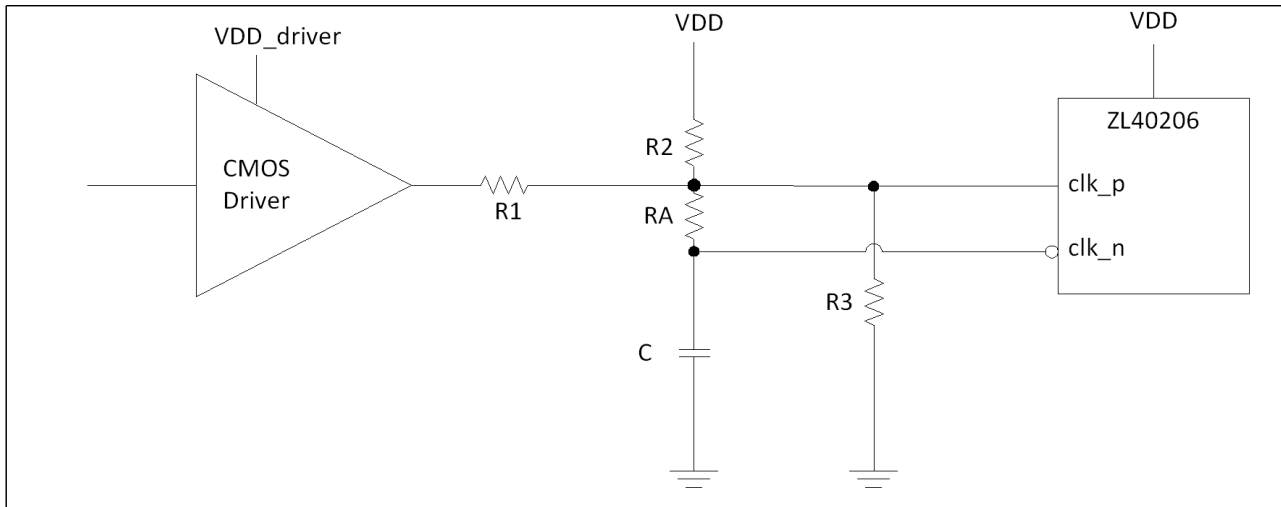 VDD_driver
VDD
VDD
ZL40206
R2
CMOS
Driver
clk_p
R1
RA
clk_n
R3
C